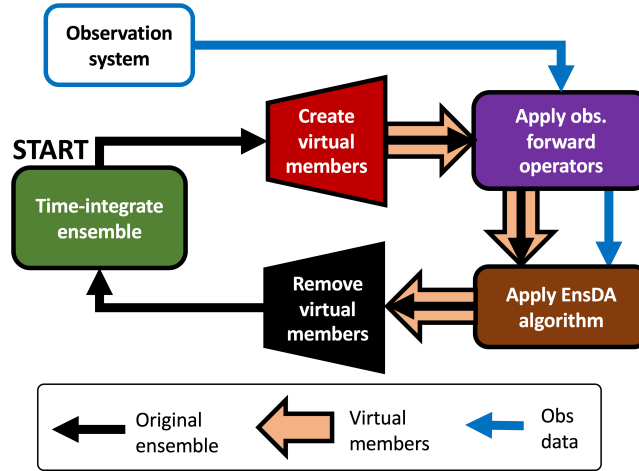 Observation
system
Create
virtual
members
Apply obs.
forward
operators
START
Time-integrate
ensemble
Remove
virtual
members
Apply EnsDA
algorithm
Original
ensemble
Virtual
members
Obs
data